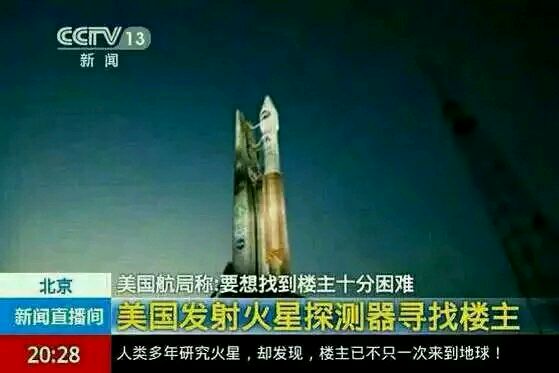 CCTV 13
新闻
北京
美国航局称:要想找到楼主十分困难
新闻直播间
美国发射火星探测器寻找楼主
20:28
人类多年研究火星，却发现，楼主已不只一次来到地球！